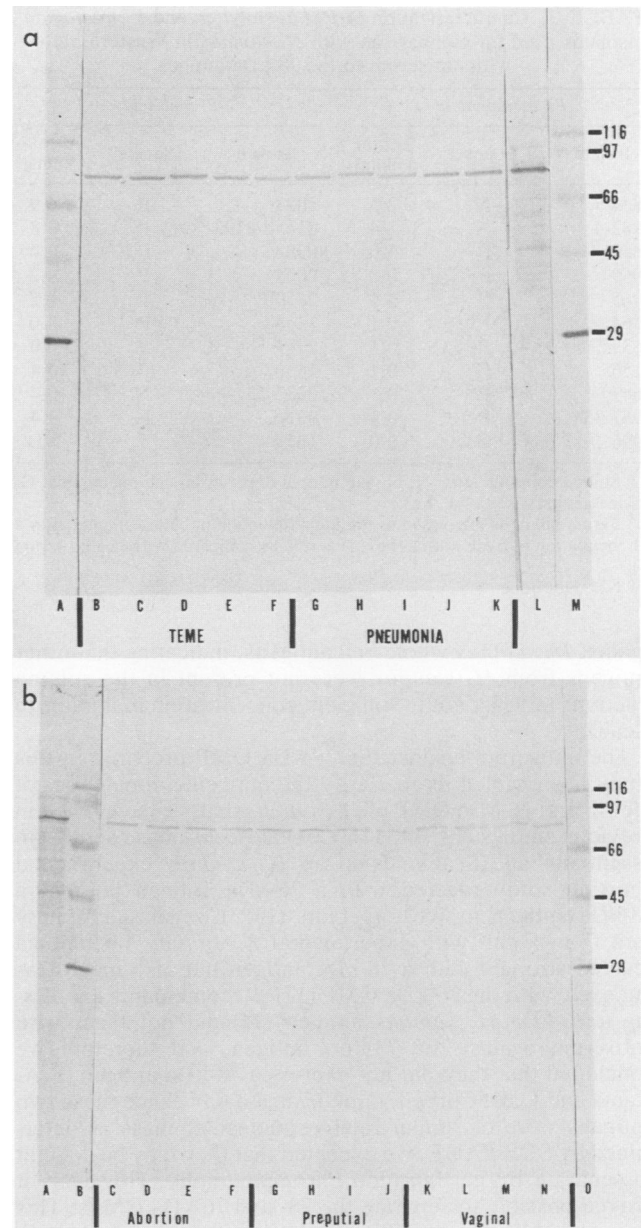 a
116
97
66
45
29
A B C D E F G H I J K L M
TEME PNEUMONIA
b
116
97
66
45
29
A B C D E F G H I J K L M N O
Abortion Preputial Vaginal